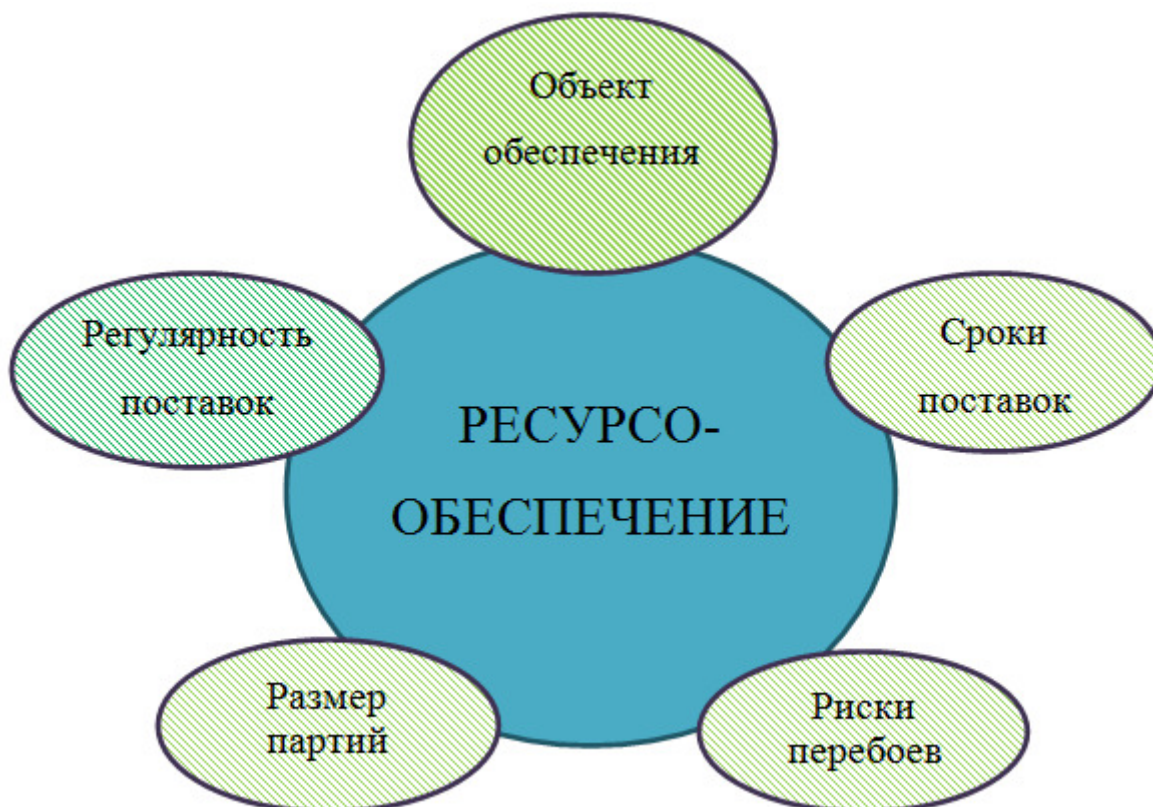 Объект
обеспечения
Регулярность
поставок
Сроки
поставок
РЕСУРСО-
ОБЕСПЕЧЕНИЕ
Размер
партий
Риски
перебоев